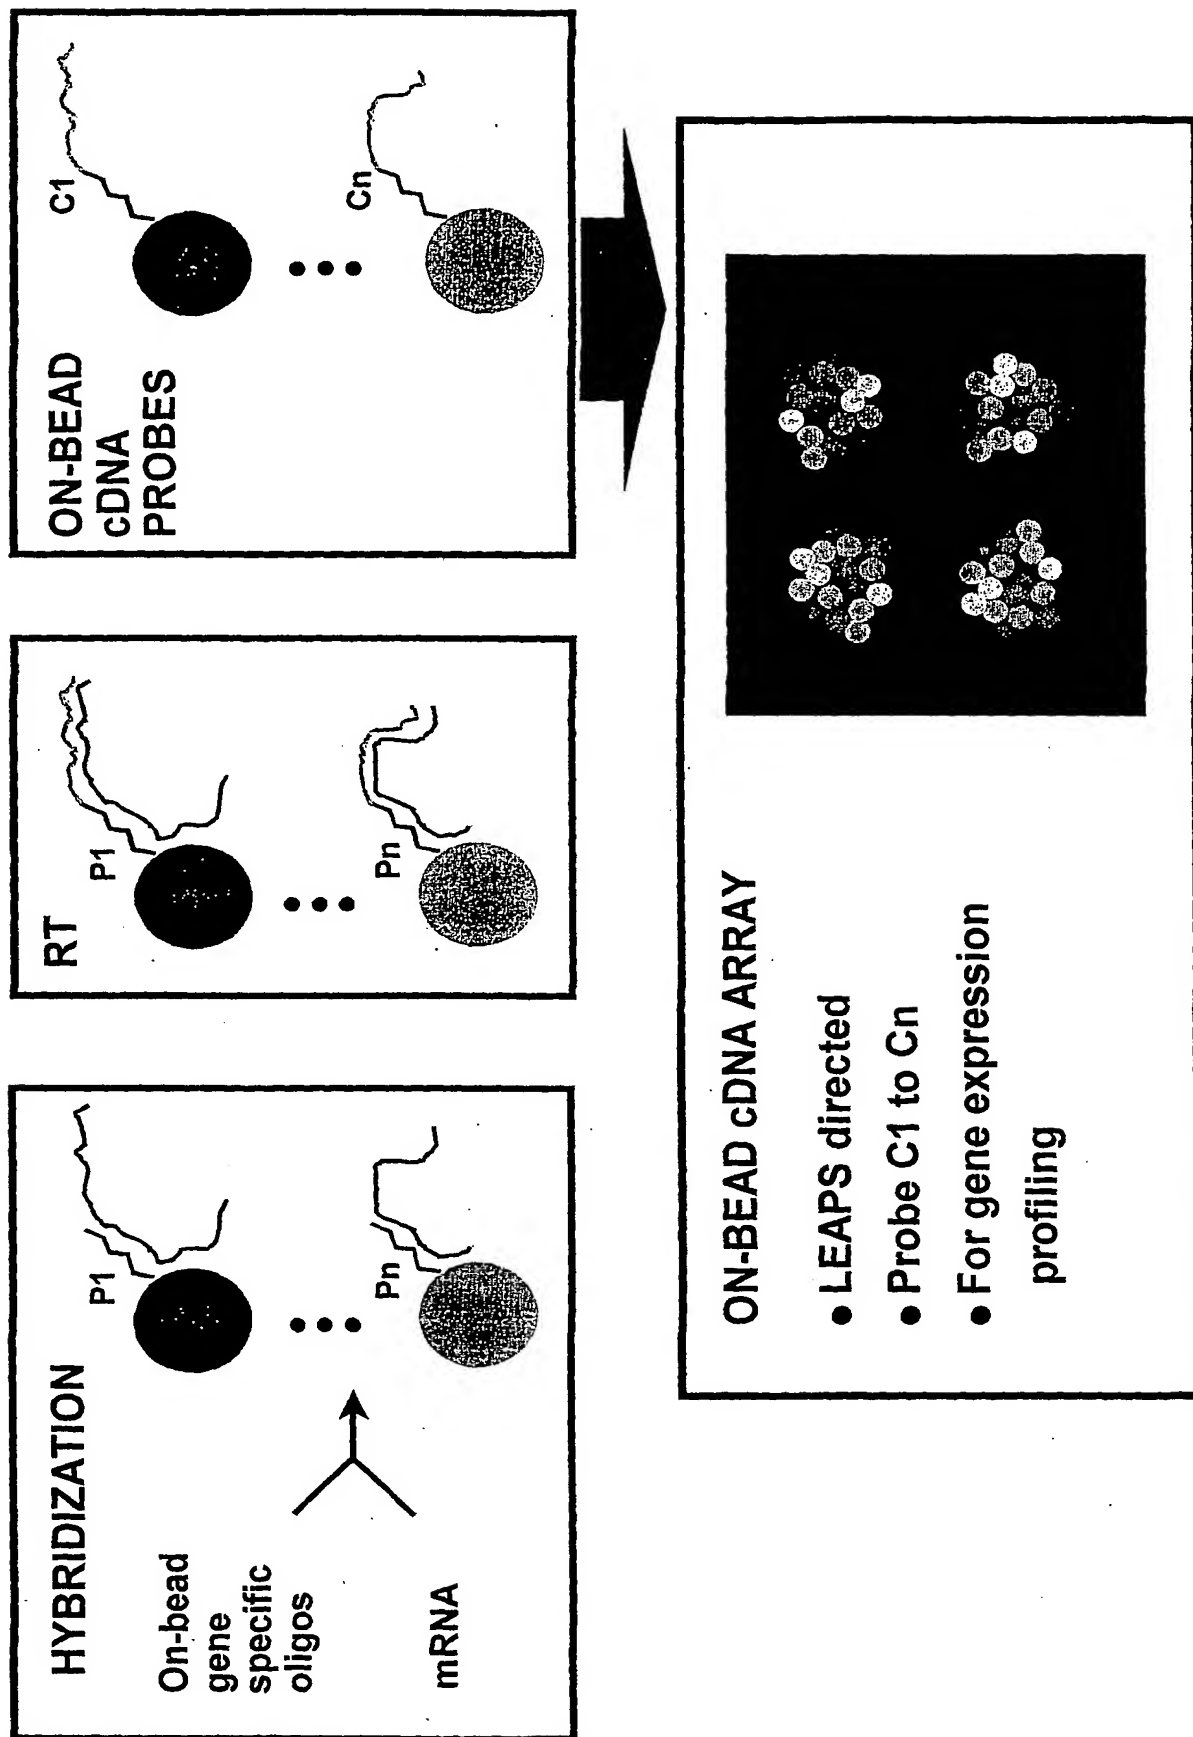 HYBRIDIZATION
On-bead
gene
specific
oligos
mRNA
P1
Pn
RT
P1
Pn
ON-BEAD
cDNA
PROBES
C1
Cn
ON-BEAD cDNA ARRAY
● LEAPS directed
● Probe C1 to Cn
● For gene expression
profiling